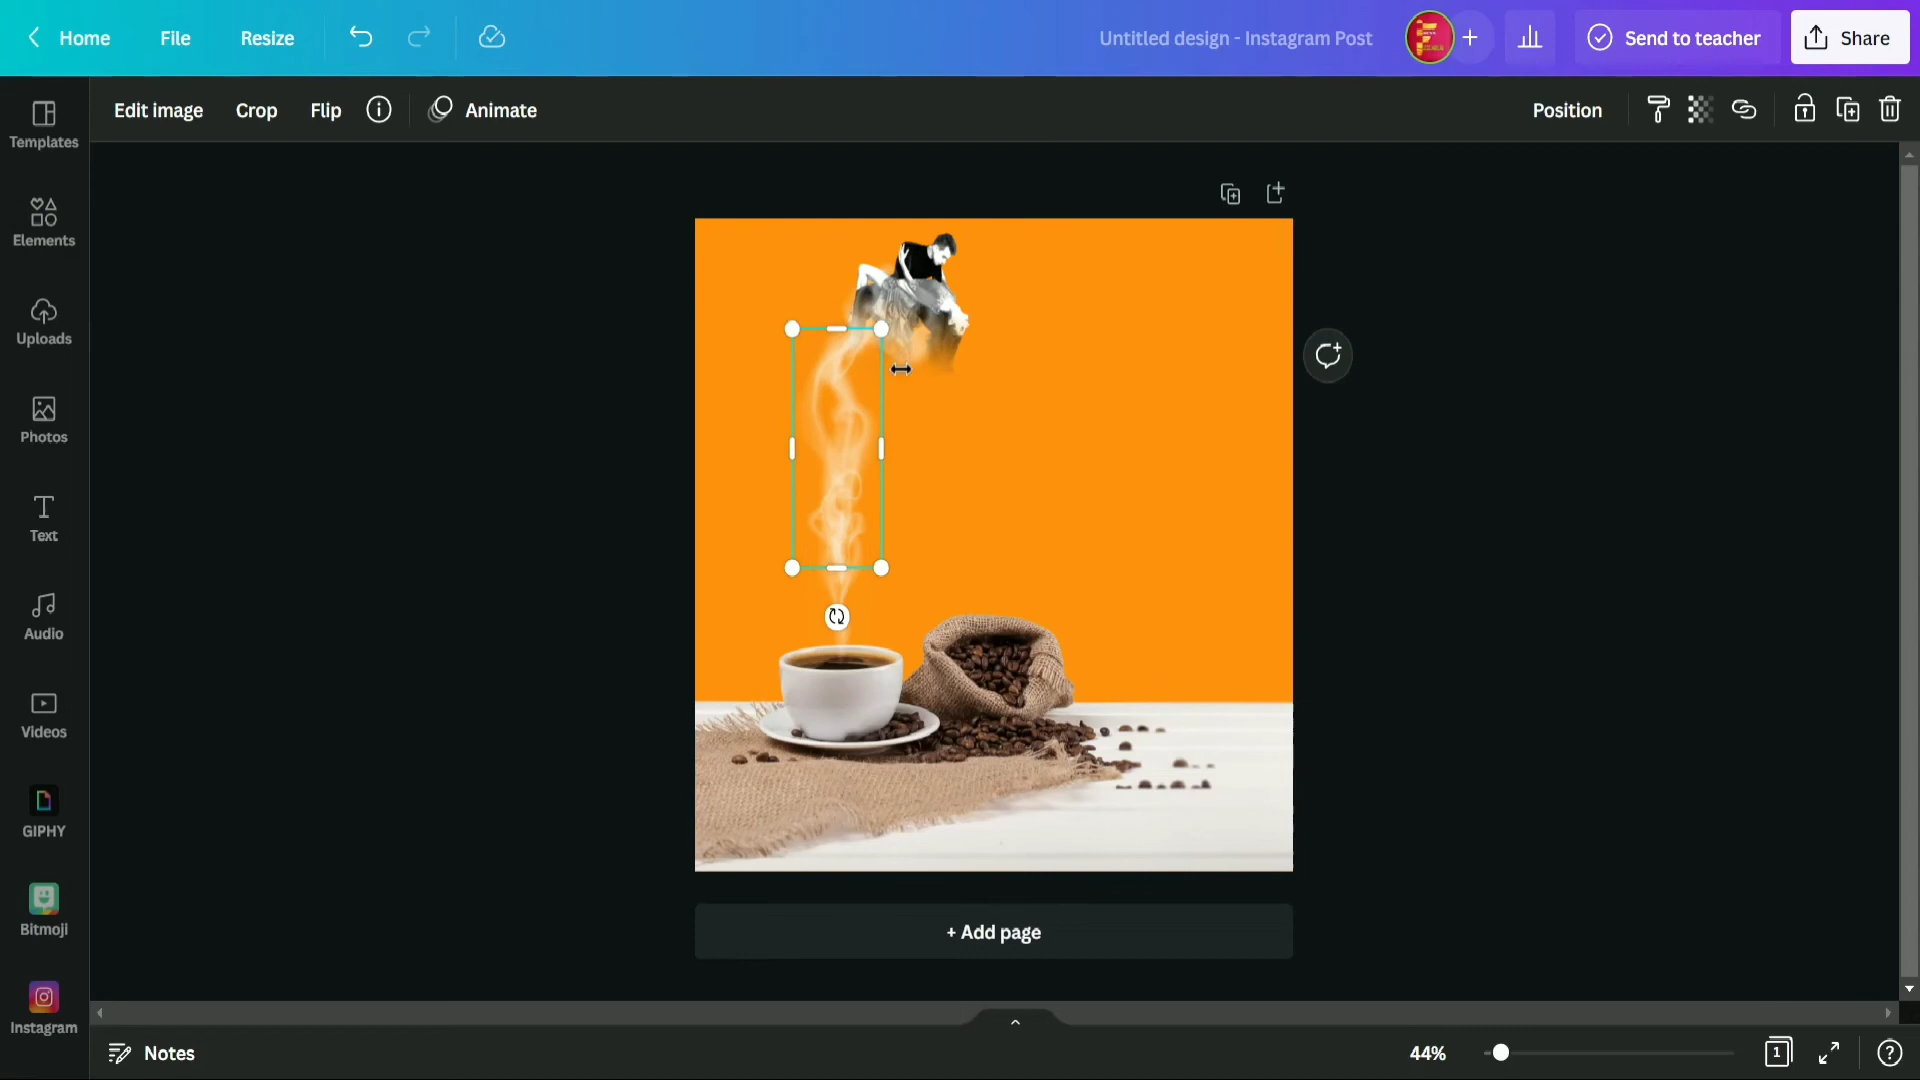 Home File Resize Untitled design - Instagram Post Send to teacher Share
Edit image Crop Flip Animate Position
Templates
Elements
Uploads
Photos
Text
Audio
Videos
GIPHY
Bitmoji
Instagram
+ Add page
Notes 44% 1